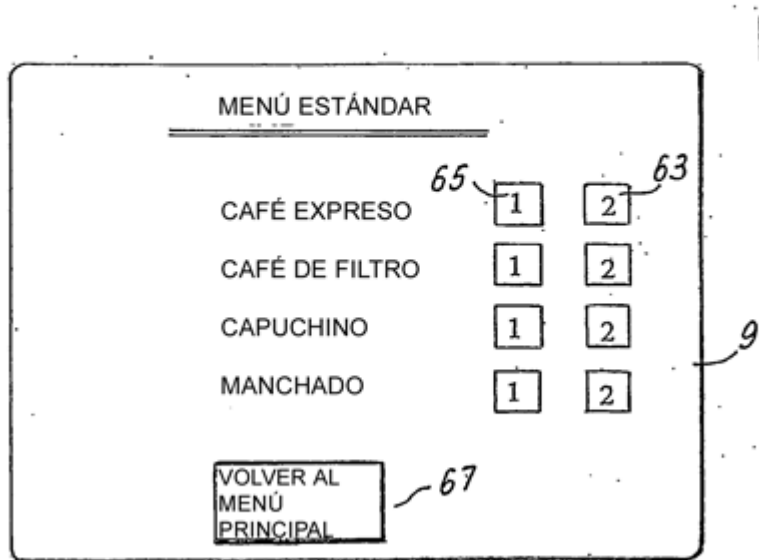 MENÚ ESTÁNDAR
65 63
CAFÉ EXPRESO 1 2
CAFÉ DE FILTRO 1 2
CAPUCHINO 1 2
9
MANCHADO 1 2
VOLVER AL
MENÚ
PRINCIPAL
67